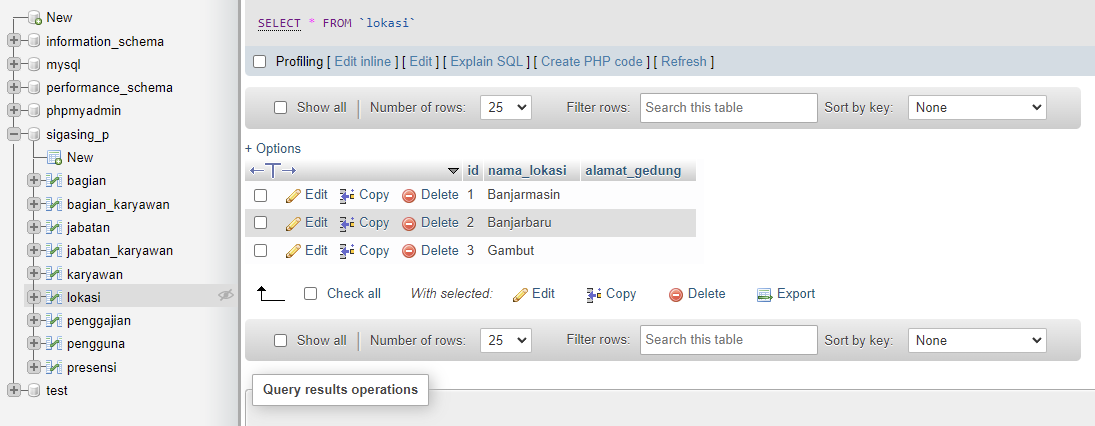 New
information_schema
mysql
performance_schema
phpmyadmin
sigasing_p
New
bagian
bagian_karyawan
jabatan
jabatan_karyawan
karyawan
lokasi
penggajian
pengguna
presensi
test
SELECT * FROM `lokasi`
Profiling [ Edit inline ] [ Edit ] [ Explain SQL ] [ Create PHP code ] [ Refresh ]
Show all Number of rows: 25 Filter rows: Search this table Sort by key: None
+ Options
id nama_lokasi alamat_gedung
Edit Copy Delete 1 Banjarmasin
Edit Copy Delete 2 Banjarbaru
Edit Copy Delete 3 Gambut
Check all With selected: Edit Copy Delete Export
Show all Number of rows: 25 Filter rows: Search this table Sort by key: None
Query results operations